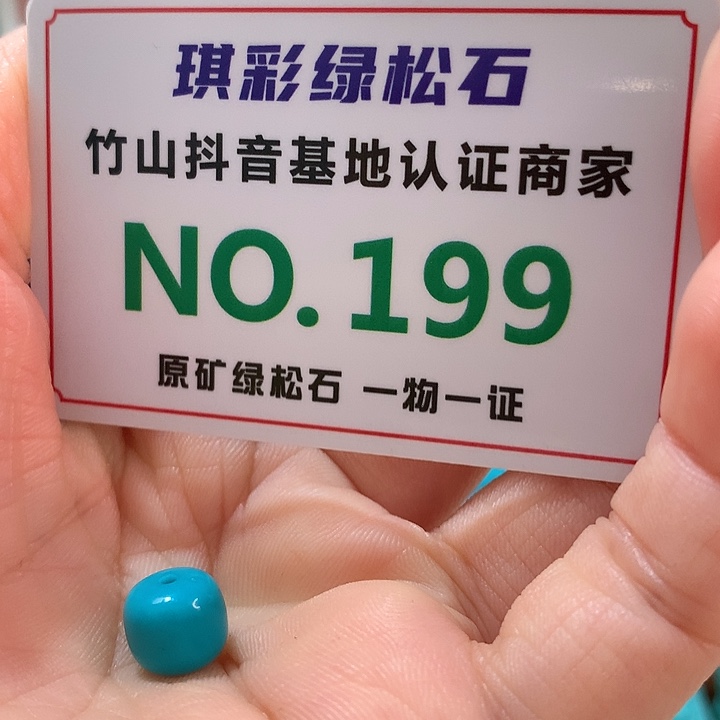 琪彩绿松石
竹山抖音基地认证商家
NO.199
原矿绿松石 一物一证